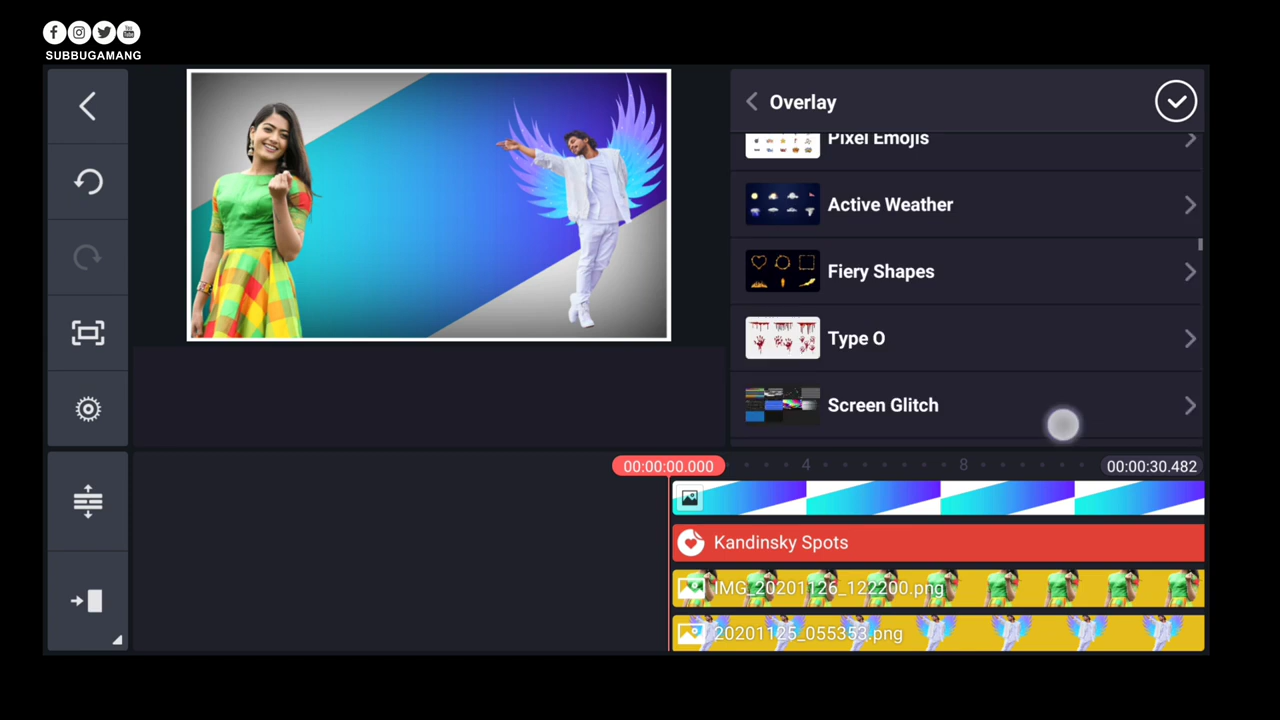 SUBBUGAMANG
Overlay
Pixel Emojis
Active Weather
Fiery Shapes
Type O
Screen Glitch
00:00:00.000
4
8
00:00:30.482
Kandinsky Spots
IMG_20201126_122200.png
20201125_055353.png